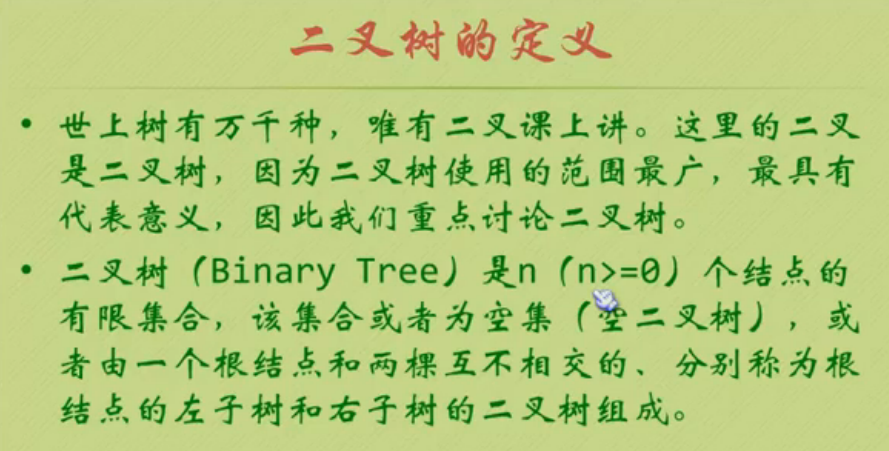 二叉树的定义
• 世上树有万千种，唯有二叉课上讲。这里的二叉
是二叉树，因为二叉树使用的范围最广，最具有
代表意义，因此我们重点讨论二叉树。
• 二叉树（Binary Tree）是n（n>=0）个结点的
有限集合，该集合或者为空集（空二叉树），或
者由一个根结点和两棵互不相交的、分别称为根
结点的左子树和右子树的二叉树组成。